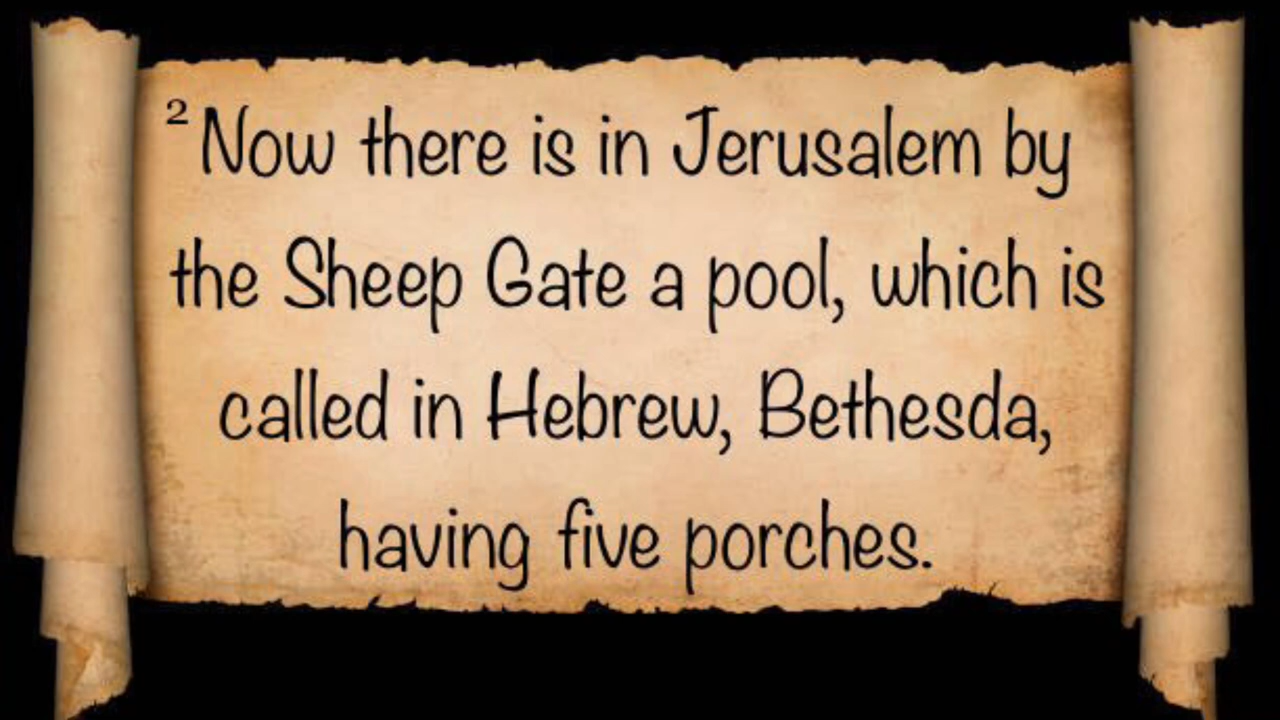 2 Now there is in Jerusalem by
the Sheep Gate a pool, which is
called in Hebrew, Bethesda,
having five porches.